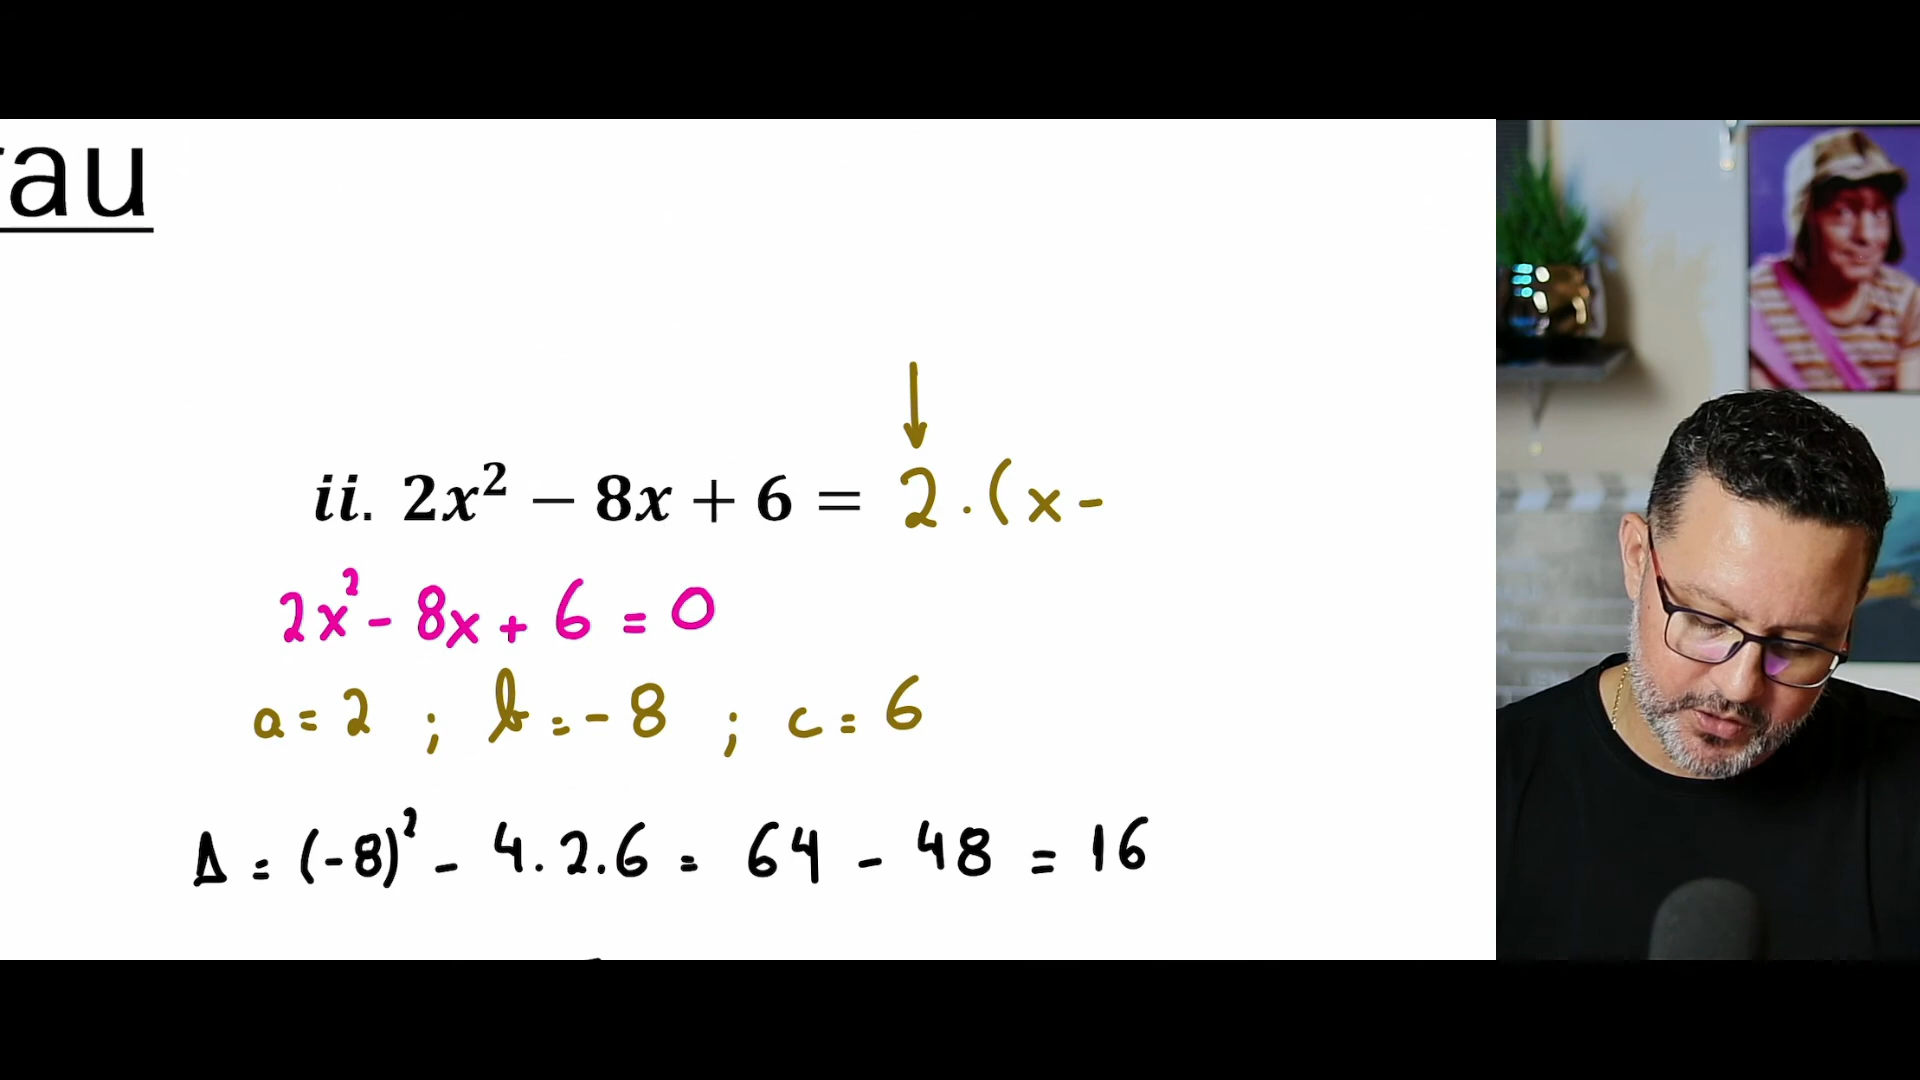 rau
ii. 2x² − 8x + 6 = 2 . (x -
2x² - 8x + 6 = 0
a = 2 ; b = - 8 ; c = 6
Δ = (-8)² - 4.2.6 = 64 - 48 = 16